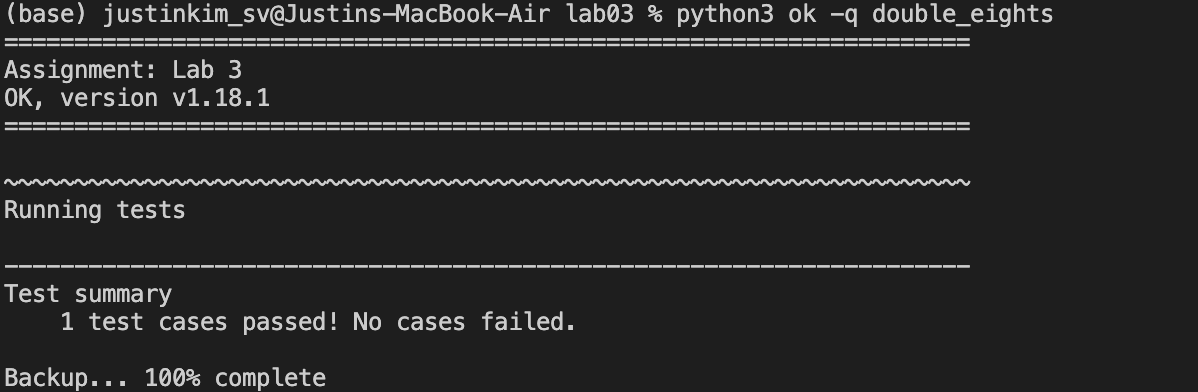 (base) justinkim_sv@Justins-MacBook-Air lab03 % python3 ok -q double_eights
=====================================================================
Assignment: Lab 3
OK, version v1.18.1
=====================================================================
~~~~~~~~~~~~~~~~~~~~~~~~~~~~~~~~~~~~~~~~~~~~~~~~~~~~~~~~~~~~~~~~~~~~~
Running tests
---------------------------------------------------------------------
Test summary
    1 test cases passed! No cases failed.
Backup... 100% complete